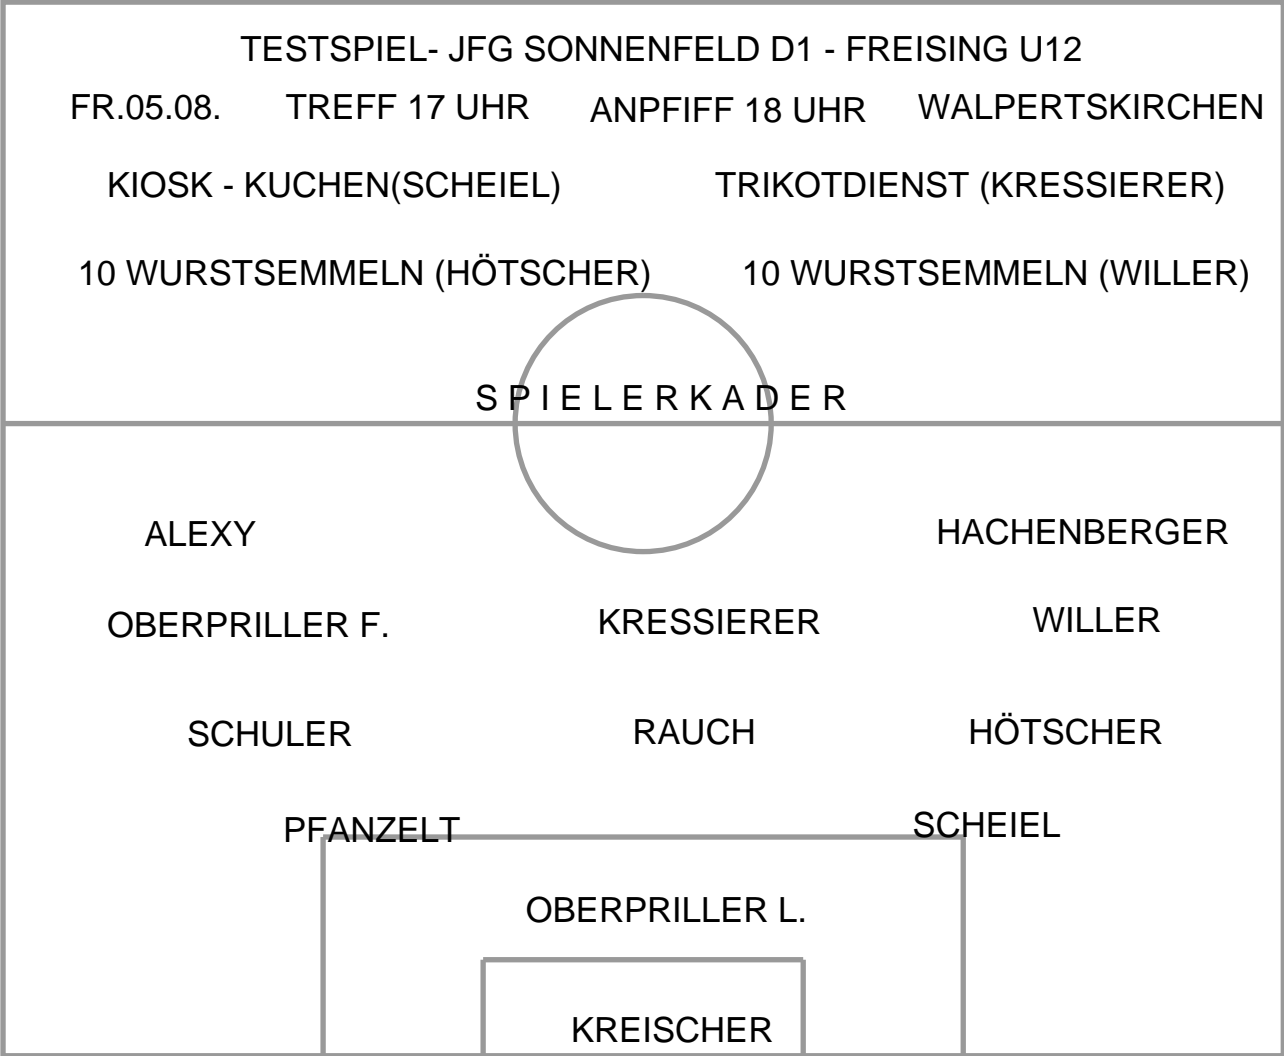 TESTSPIEL- JFG SONNENFELD D1 - FREISING U12
FR.05.08. TREFF 17 UHR ANPFIFF 18 UHR WALPERTSKIRCHEN
KIOSK - KUCHEN(SCHEIEL) TRIKOTDIENST (KRESSIERER)
10 WURSTSEMMELN (HÖTSCHER) 10 WURSTSEMMELN (WILLER)
S P I E L E R K A D E R
ALEXY HACHENBERGER
OBERPRILLER F. KRESSIERER WILLER
SCHULER RAUCH HÖTSCHER
PFANZELT SCHEIEL
OBERPRILLER L.
KREISCHER